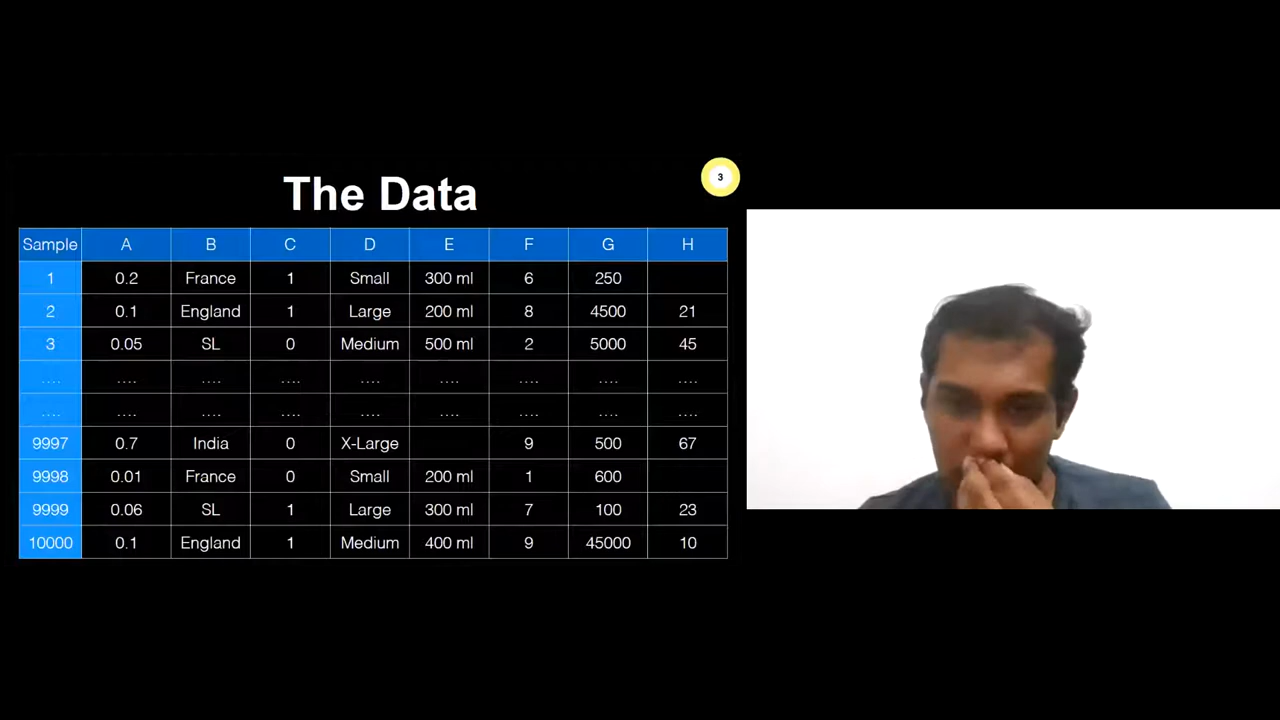 The Data
3
Sample A B C D E F G H
1 0.2 France 1 Small 300 ml 6 250
2 0.1 England 1 Large 200 ml 8 4500 21
3 0.05 SL 0 Medium 500 ml 2 5000 45
.... .... .... .... .... .... .... .... ....
.... .... .... .... .... .... .... .... ....
9997 0.7 India 0 X-Large 9 500 67
9998 0.01 France 0 Small 200 ml 1 600
9999 0.06 SL 1 Large 300 ml 7 100 23
10000 0.1 England 1 Medium 400 ml 9 45000 10